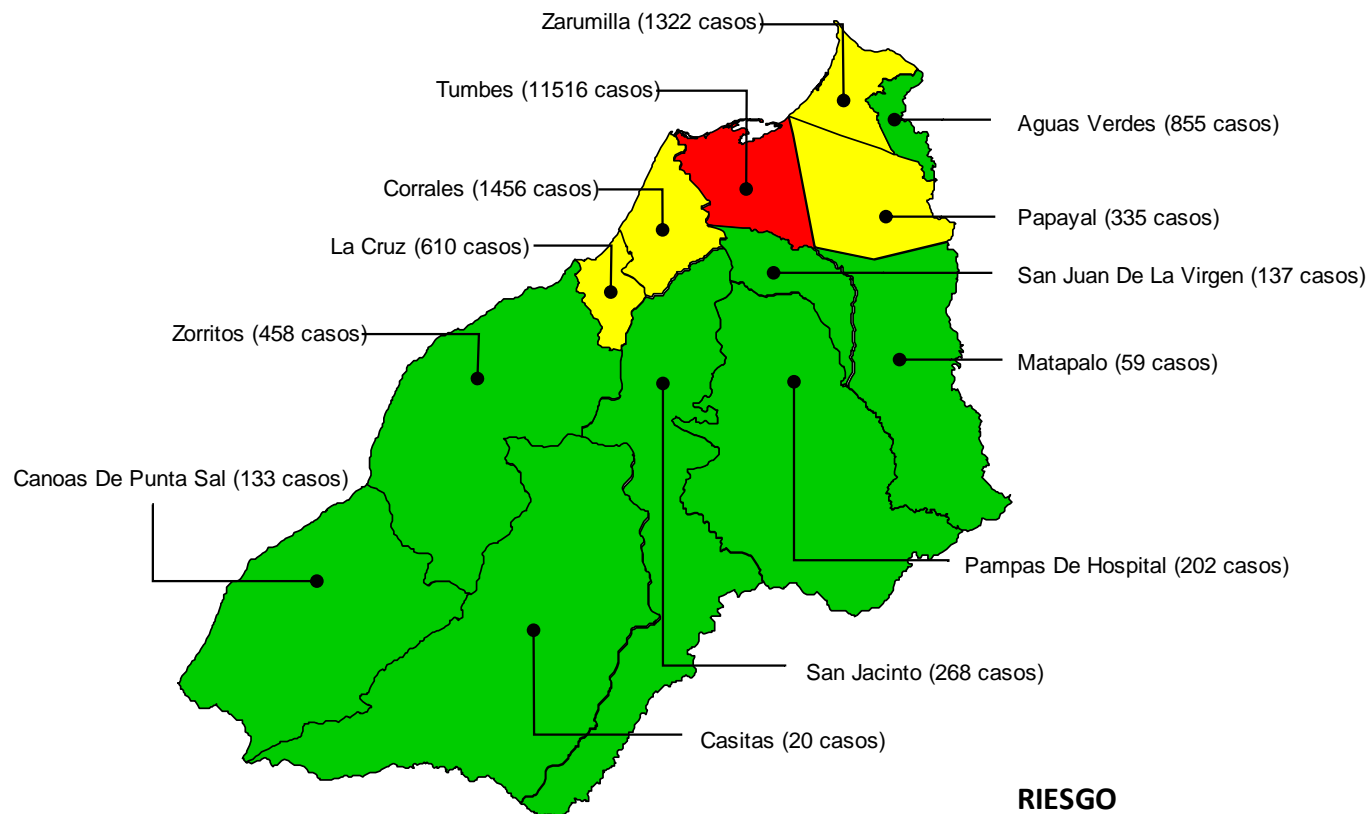 Zarumilla (1322 casos)
Tumbes (11516 casos)
Aguas Verdes (855 casos)
Corrales (1456 casos)
Papayal (335 casos)
La Cruz (610 casos)
San Juan De La Virgen (137 casos)
Zorritos (458 casos)
Matapalo (59 casos)
Canoas De Punta Sal (133 casos)
Pampas De Hospital (202 casos)
San Jacinto (268 casos)
Casitas (20 casos)
RIESGO